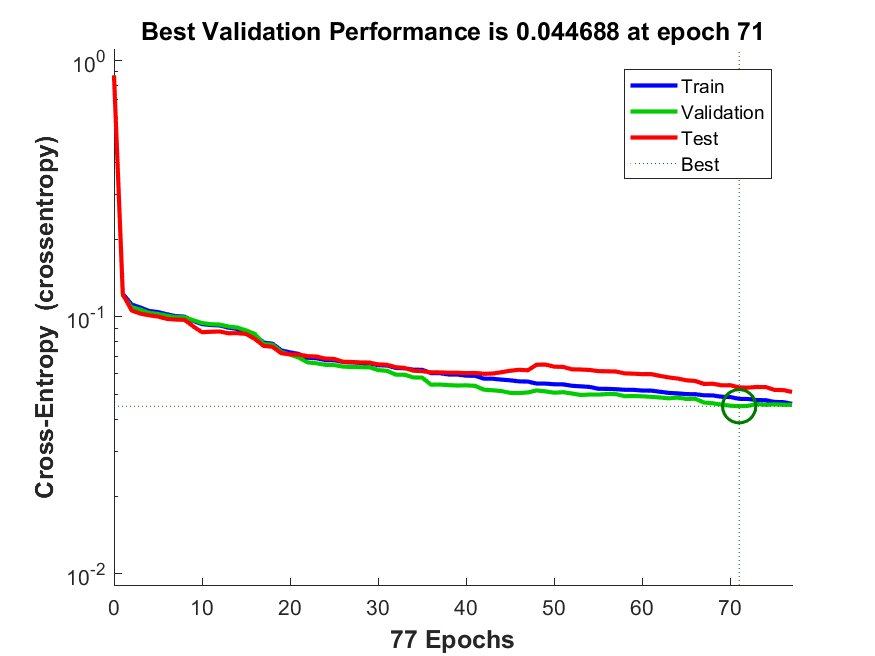 Best Validation Performance is 0.044688 at epoch 71
Cross-Entropy (crossentropy)
10^0
10^-1
10^-2
Train
Validation
Test
Best
0 10 20 30 40 50 60 70
77 Epochs